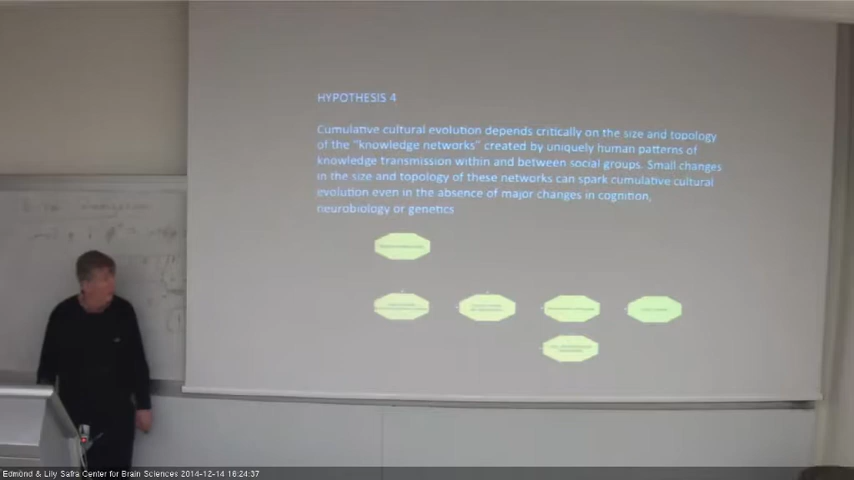 HYPOTHESIS 4
Cumulative cultural evolution depends critically on the size and topology
of the "knowledge networks" created by uniquely human patterns of
knowledge transmission within and between social groups. Small changes
in the size and topology of these networks can spark cumulative cultural
evolution even in the absence of major changes in cognition,
neurobiology or genetics
Edmond & Lily Safra Center for Brain Sciences 2014-12-14 16:24:37